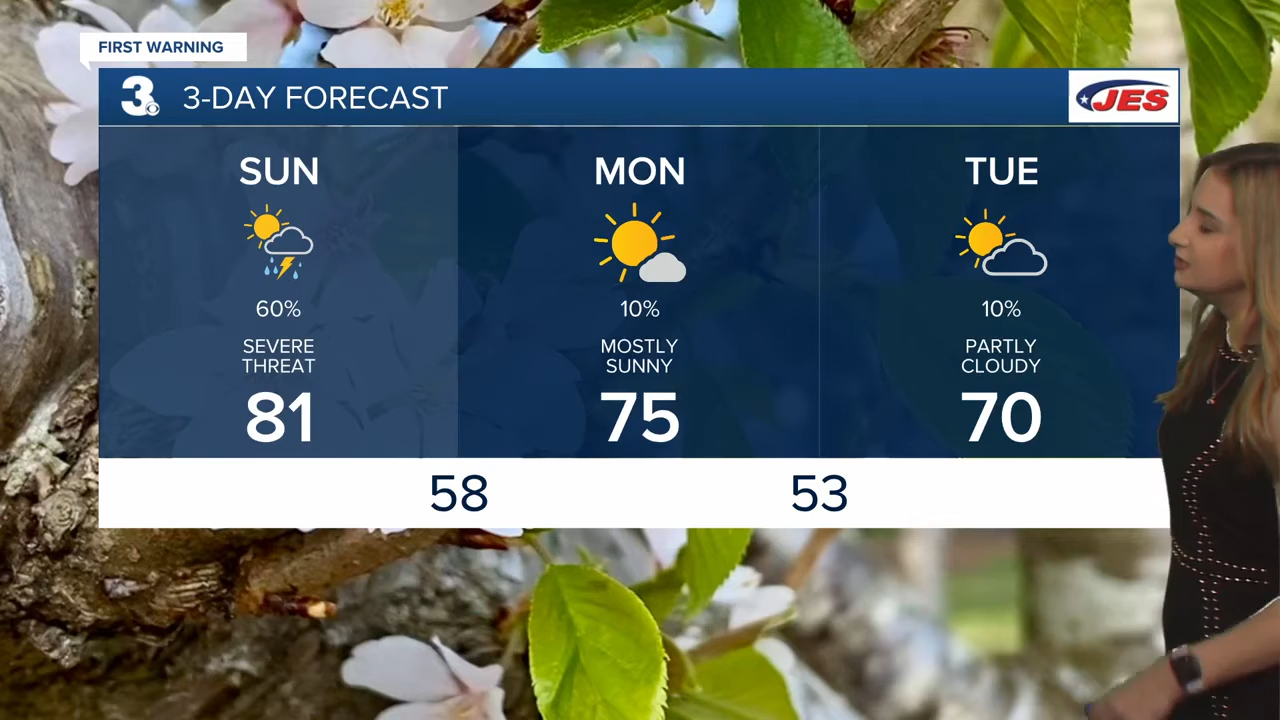 FIRST WARNING
3 3-DAY FORECAST
JES
SUN
60%
SEVERE
THREAT
81
MON
10%
MOSTLY
SUNNY
75
TUE
10%
PARTLY
CLOUDY
70
58
53